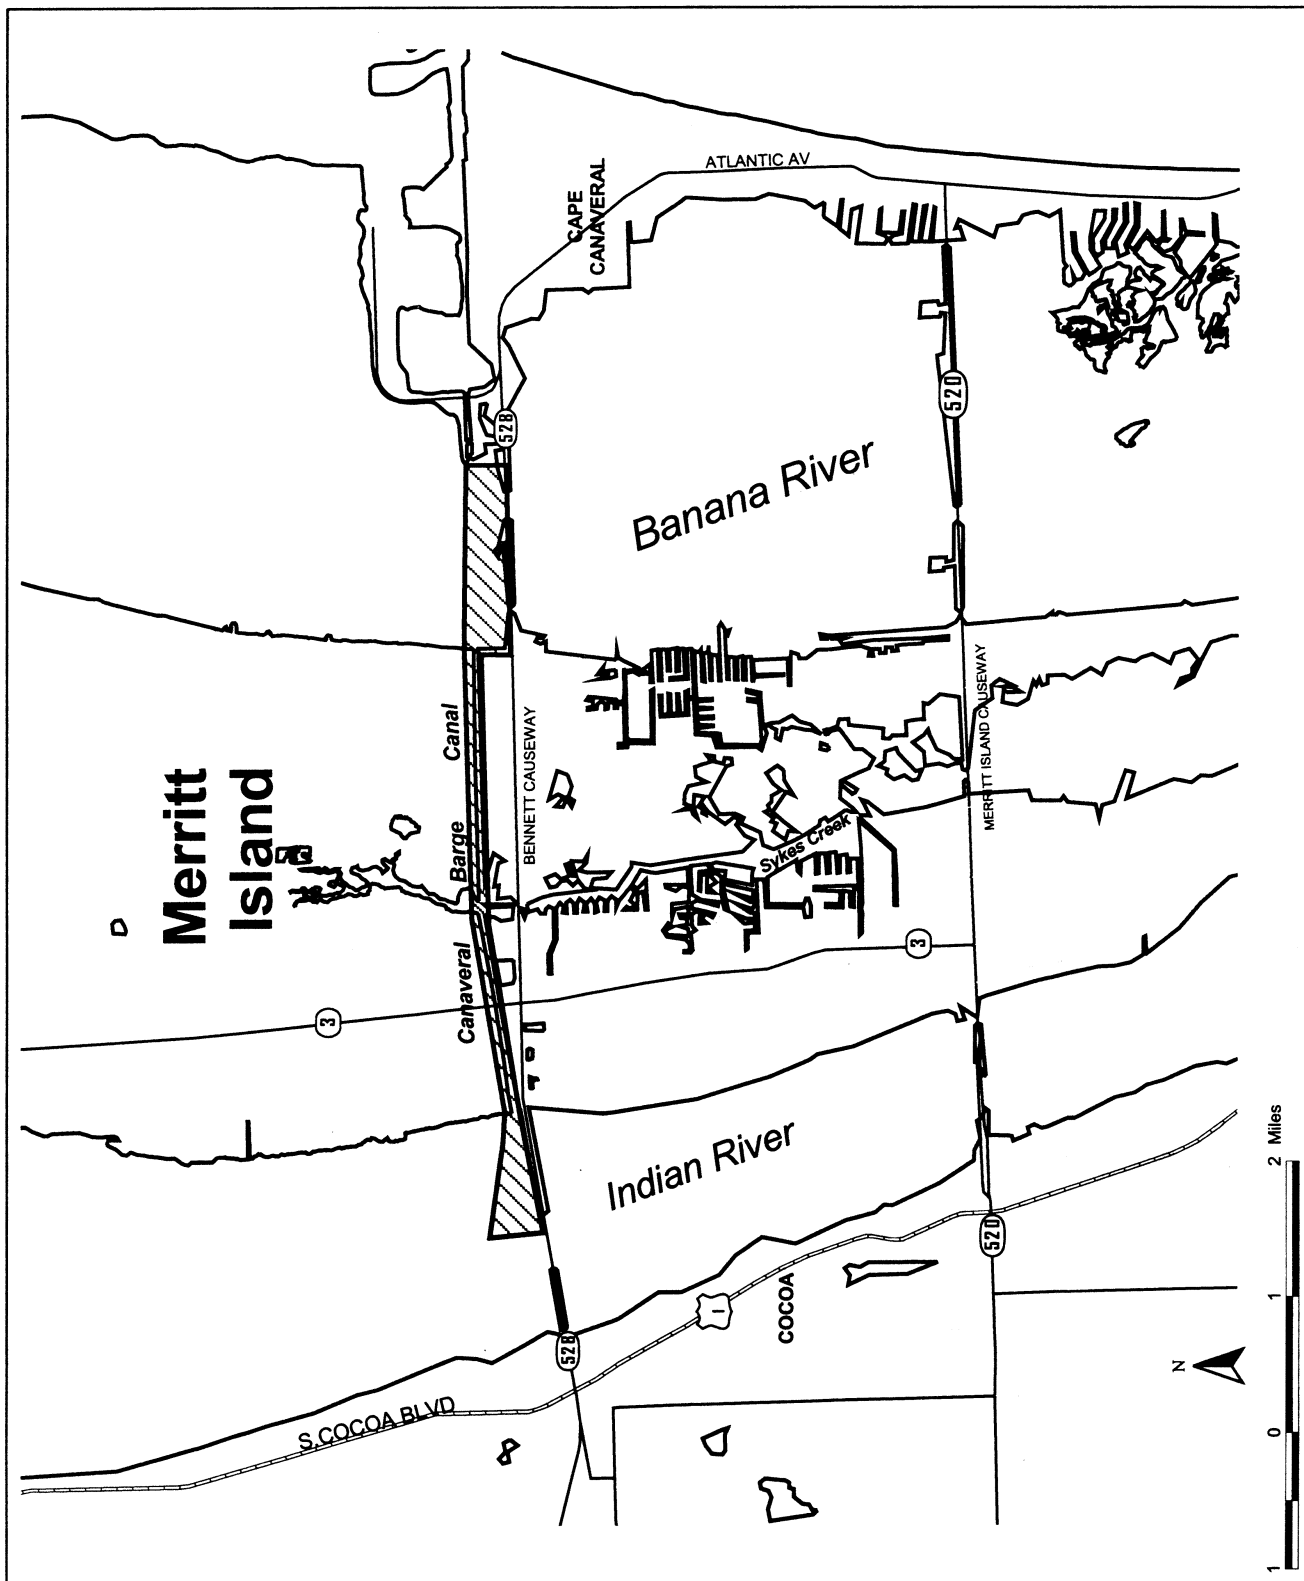 Merritt
Island
Canaveral
Barge
Canal
BENNETT CAUSEWAY
CAPE
CANAVERAL
ATLANTIC AV
Banana River
Indian River
Sykes Creek
MERRITT ISLAND CAUSEWAY
COCOA
S. COCOA BLVD
528
528
520
520
3
3
1
N
1 0 1 2 Miles